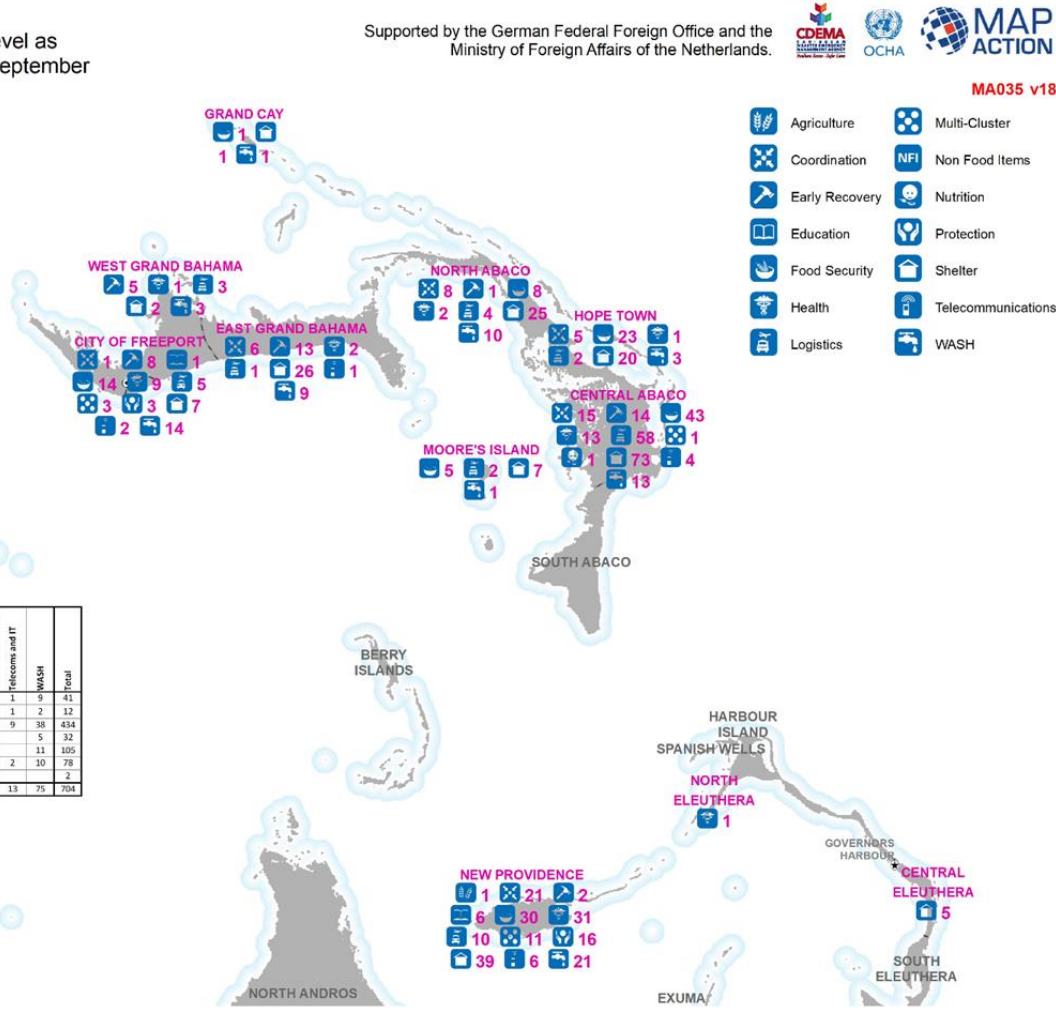 evel as
eptember
Supported by the German Federal Foreign Office and the
Ministry of Foreign Affairs of the Netherlands.
CDEMA
OCHA
MAP
ACTION
MA035 v18
Agriculture
Multi-Cluster
Coordination
NFI
Non Food Items
Early Recovery
Nutrition
Education
Protection
Food Security
Shelter
Health
Telecommunications
Logistics
WASH
GRAND CAY
1
1 1
WEST GRAND BAHAMA
5 1 3
2 3
CITY OF FREEPORT
1 8 1
14 9 5
3 3 7
2 14
EAST GRAND BAHAMA
6 13 2
1 26 1
9
NORTH ABACO
8 1 8
2 4 25
10
HOPE TOWN
5 23 1
2 20 3
CENTRAL ABACO
15 14 43
13 58 1
1 73 4
13
MOORE'S ISLAND
5 2 7
1
SOUTH ABACO
Telecoms and IT
WASH
Total
1 9 41
1 2 12
9 38 434
5 32
11 105
2 10 78
2
13 75 704
BERRY
ISLANDS
HARBOUR
ISLAND
SPANISH WELLS
NORTH
ELEUTHERA
1
GOVERNORS
HARBOUR
CENTRAL
ELEUTHERA
5
SOUTH
ELEUTHERA
NEW PROVIDENCE
1 21 2
6 30 31
10 11 16
39 6 21
NORTH ANDROS
EXUMA